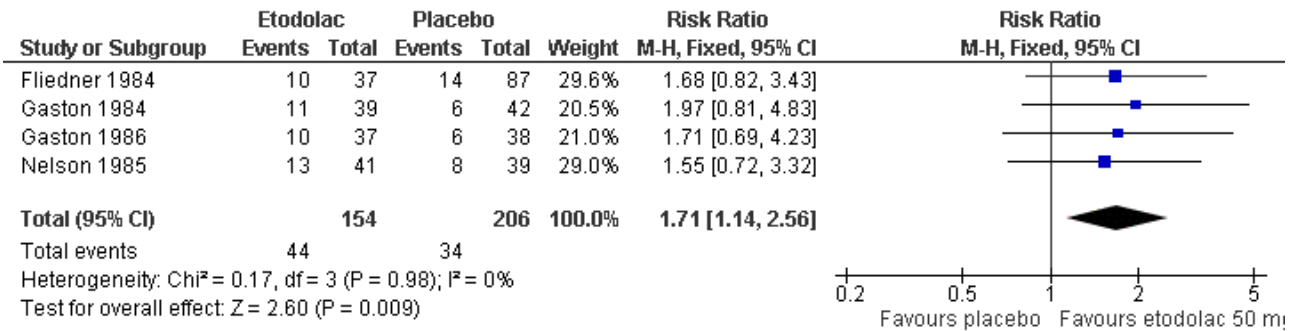 Etodolac Placebo Risk Ratio Risk Ratio
Study or Subgroup Events Total Events Total Weight M-H, Fixed, 95% CI M-H, Fixed, 95% CI
Fliedner 1984 10 37 14 87 29.6% 1.68 [0.82, 3.43]
Gaston 1984 11 39 6 42 20.5% 1.97 [0.81, 4.83]
Gaston 1986 10 37 6 38 21.0% 1.71 [0.69, 4.23]
Nelson 1985 13 41 8 39 29.0% 1.55 [0.72, 3.32]
Total (95% CI) 154 206 100.0% 1.71 [1.14, 2.56]
Total events 44 34
Heterogeneity: Chi² = 0.17, df = 3 (P = 0.98); I² = 0%
Test for overall effect: Z = 2.60 (P = 0.009)
0.2 0.5 1 2 5
Favours placebo Favours etodolac 50 m